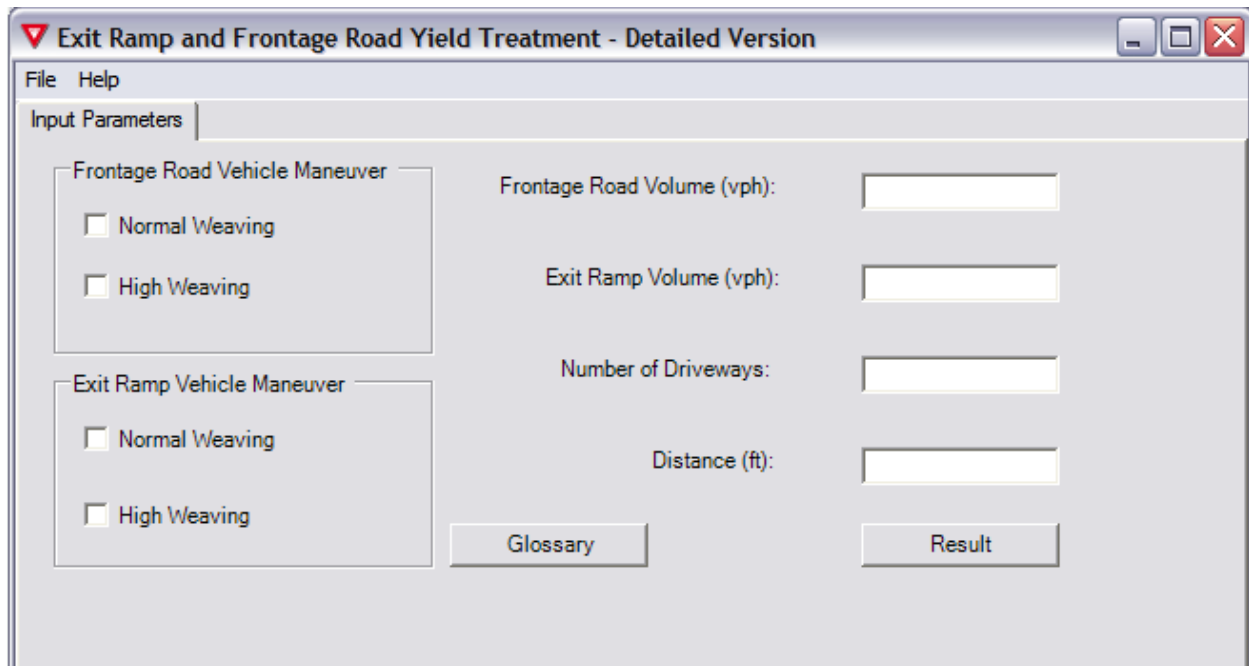 Exit Ramp and Frontage Road Yield Treatment - Detailed Version
File Help
Input Parameters
Frontage Road Vehicle Maneuver
Normal Weaving
High Weaving
Exit Ramp Vehicle Maneuver
Normal Weaving
High Weaving
Frontage Road Volume (vph):
Exit Ramp Volume (vph):
Number of Driveways:
Distance (ft):
Glossary
Result